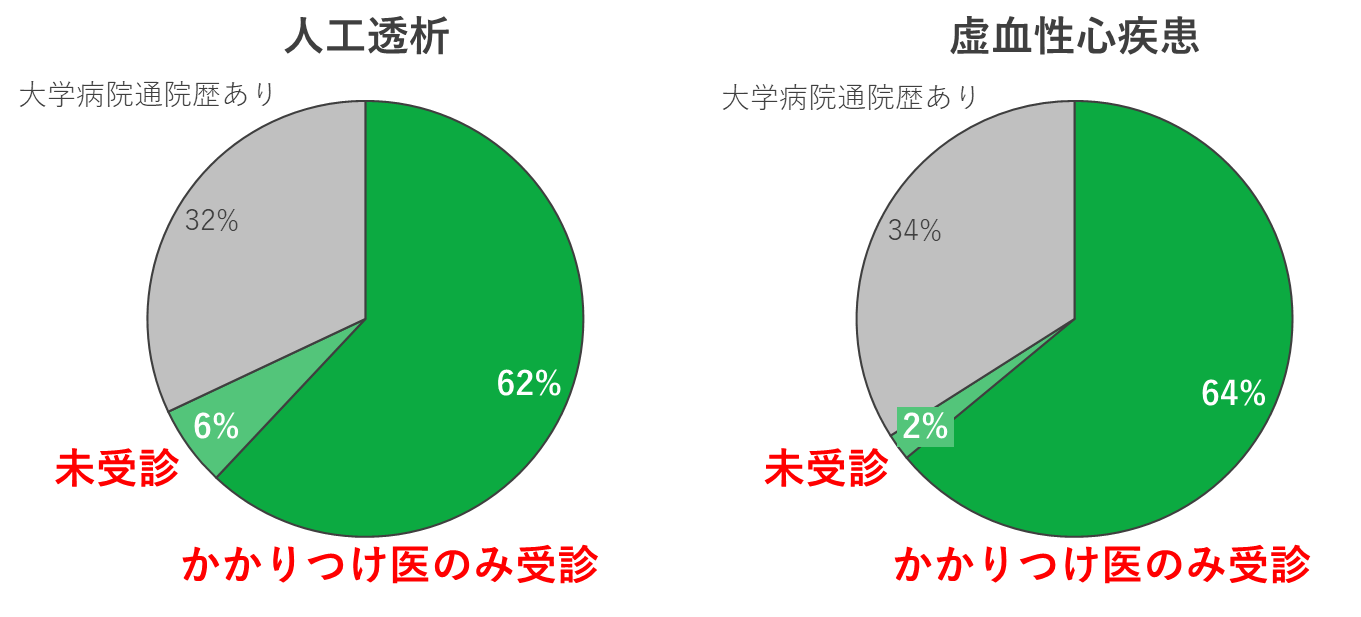 人工透析
大学病院通院歴あり
32%
62%
6%
未受診
かかりつけ医のみ受診
虚血性心疾患
大学病院通院歴あり
34%
64%
2%
未受診
かかりつけ医のみ受診